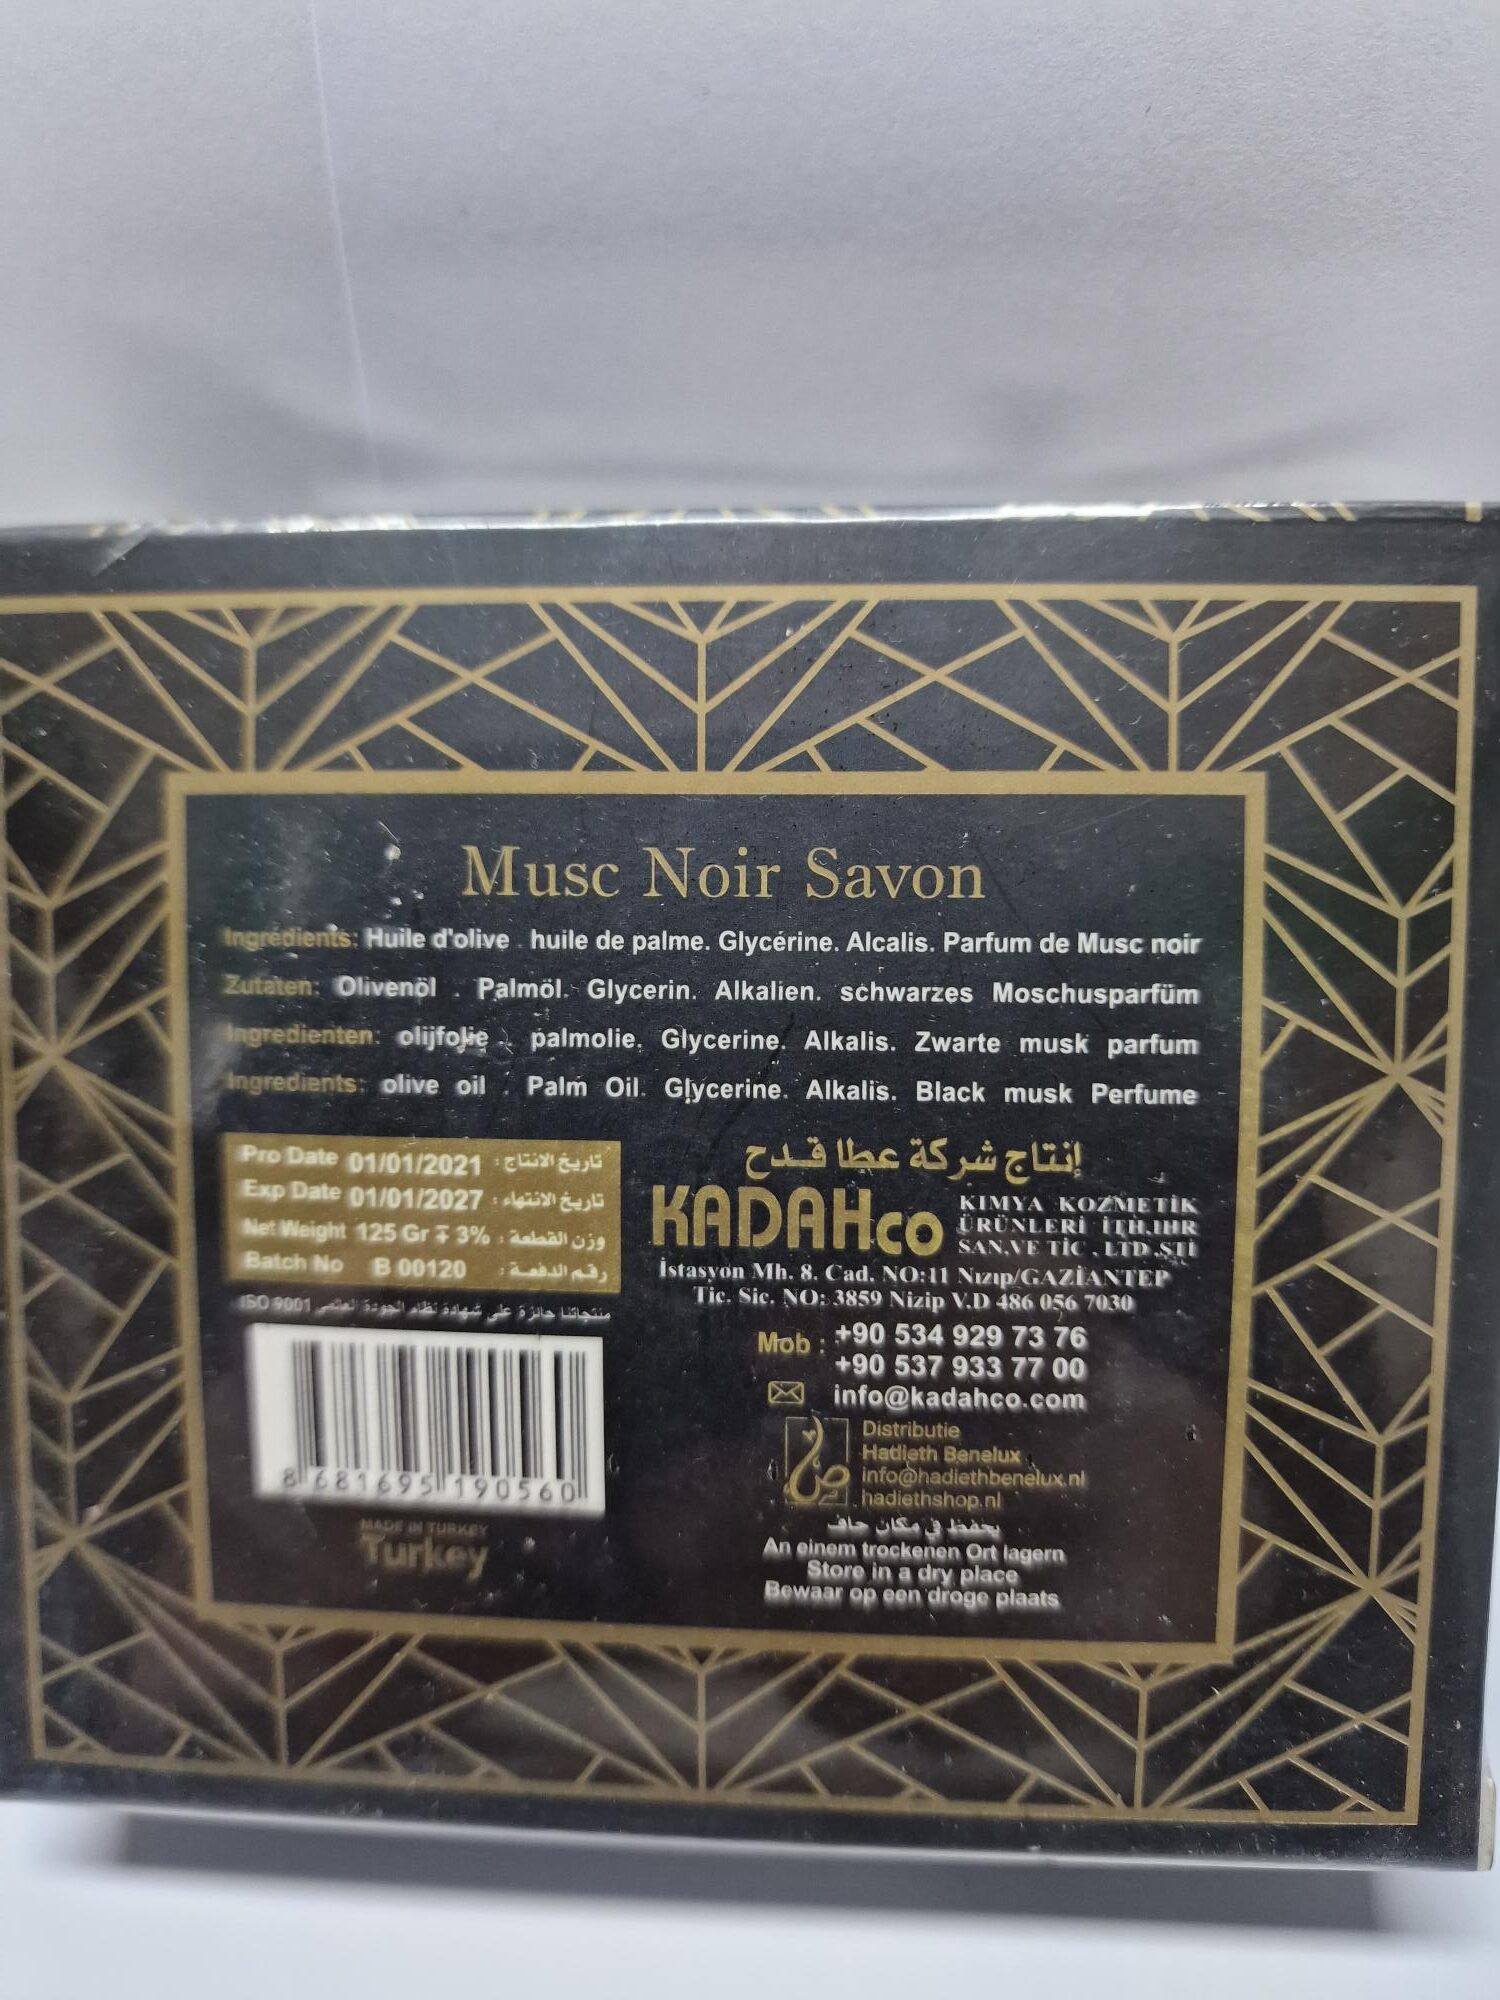 Musc Noir Savon
Ingrédients: Huile d'olive . huile de palme. Glycérine. Alcalis. Parfum de Musc noir
Zutaten: Olivenöl . Palmöl. Glycerin. Alkalien. schwarzes Moschusparfüm
Ingredienten: olijfolie . palmolie. Glycerine. Alkalis. Zwarte musk parfum
Ingredients: olive oil . Palm Oil. Glycerine. Alkalis. Black musk Perfume
Pro Date 01/01/2021 تاريخ الانتاج :
Exp Date 01/01/2027 تاريخ الانتهاء :
Net Weight 125 Gr ∓ 3% وزن القطعة :
Batch No B 00120 رقم الدفعة :
منتجاتنا حائزة على شهادة نظام الجودة العالمي ISO 9001
8 681695 190560
MADE IN TURKEY
Turkey
إنتاج شركة عطا قدح
KADAHco
KIMYA KOZMETİK
ÜRÜNLERİ İTH.IHR
SAN.VE TİC . LTD.ŞTİ
İstasyon Mh. 8. Cad. NO:11 Nızıp/GAZİANTEP
Tic. Sic. NO: 3859 Nizip V.D 486 056 7030
Mob : +90 534 929 73 76
+90 537 933 77 00
info@kadahco.com
Distributie
Hadieth Benelux
info@hadiethbenelux.nl
hadiethshop.nl
يحفظ في مكان جاف
An einem trockenen Ort lagern
Store in a dry place
Bewaar op een droge plaats